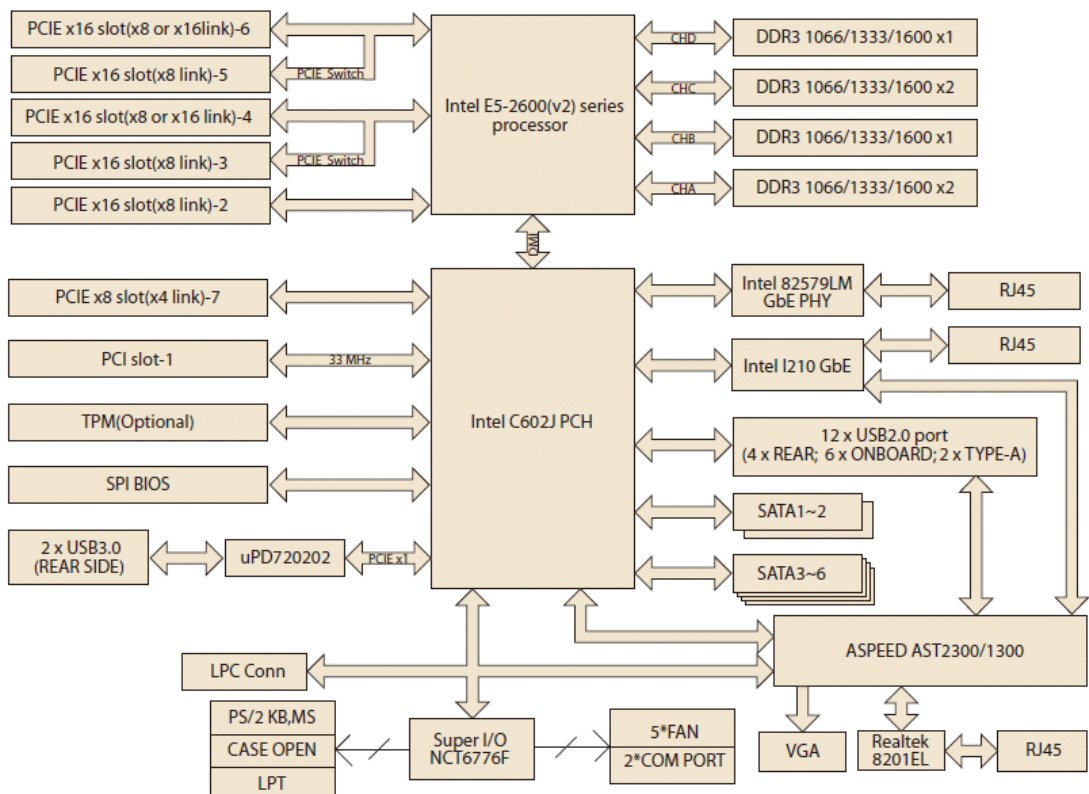 PCIE x16 slot(x8 or x16link)-6
PCIE x16 slot(x8 link)-5
PCIE Switch
PCIE x16 slot(x8 or x16 link)-4
PCIE x16 slot(x8 link)-3
PCIE Switch
PCIE x16 slot(x8 link)-2
Intel E5-2600(v2) series
processor
CHD
DDR3 1066/1333/1600 x1
CHC
DDR3 1066/1333/1600 x2
CHB
DDR3 1066/1333/1600 x1
CHA
DDR3 1066/1333/1600 x2
DMI
PCIE x8 slot(x4 link)-7
PCI slot-1
33 MHz
TPM(Optional)
SPI BIOS
2 x USB3.0
(REAR SIDE)
uPD720202
PCIE x1
Intel C602J PCH
Intel 82579LM
GbE PHY
RJ45
Intel I210 GbE
RJ45
12 x USB2.0 port
(4 x REAR; 6 x ONBOARD; 2 x TYPE-A)
SATA1~2
SATA3~6
ASPEED AST2300/1300
LPC Conn
PS/2 KB,MS
CASE OPEN
LPT
Super I/O
NCT6776F
5*FAN
2*COM PORT
VGA
Realtek
8201EL
RJ45